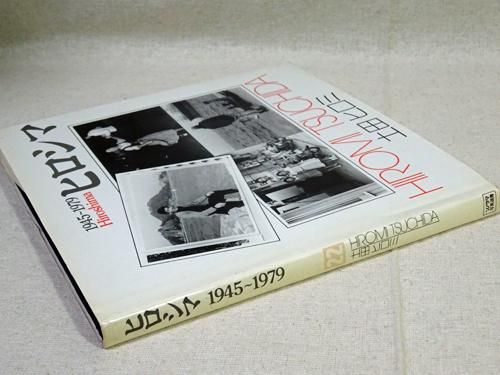 HIROMI TSUCHIDA
土田ヒロミ
ヒロシマ
1945~1979
Hiroshima
ヒロシマ 1945~1979
22
HIROMI TSUCHIDA
土田ヒロミ